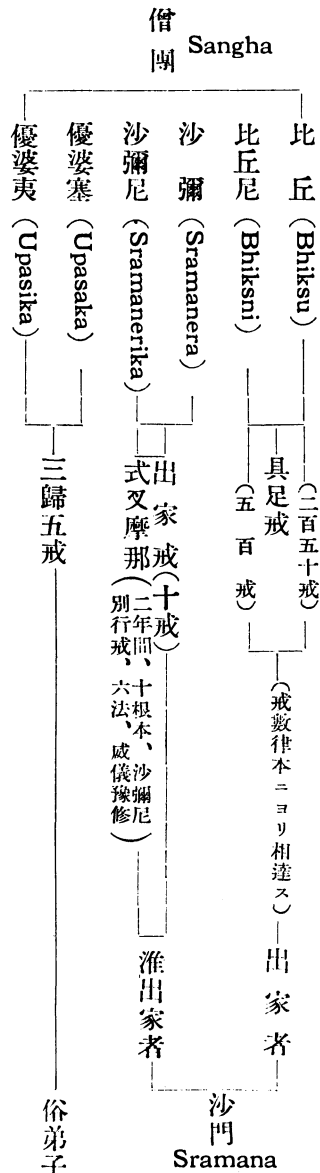 僧團 Sangha
比丘(Bhiksu)
比丘尼(Bhiksni)
沙彌(Sramanera)
沙彌尼(Sramanerika)
優婆塞(Upasaka)
優婆夷(Upasika)
(二百五十戒)
具足戒
(五百戒)
出家戒(十戒)
式叉摩那(二年間、十根本、沙彌尼
別行戒、六法、威儀豫修)
三歸五戒
(戒數律本ニヨリ相違ス)
出家者
準出家者
沙門
Sramana
俗弟子